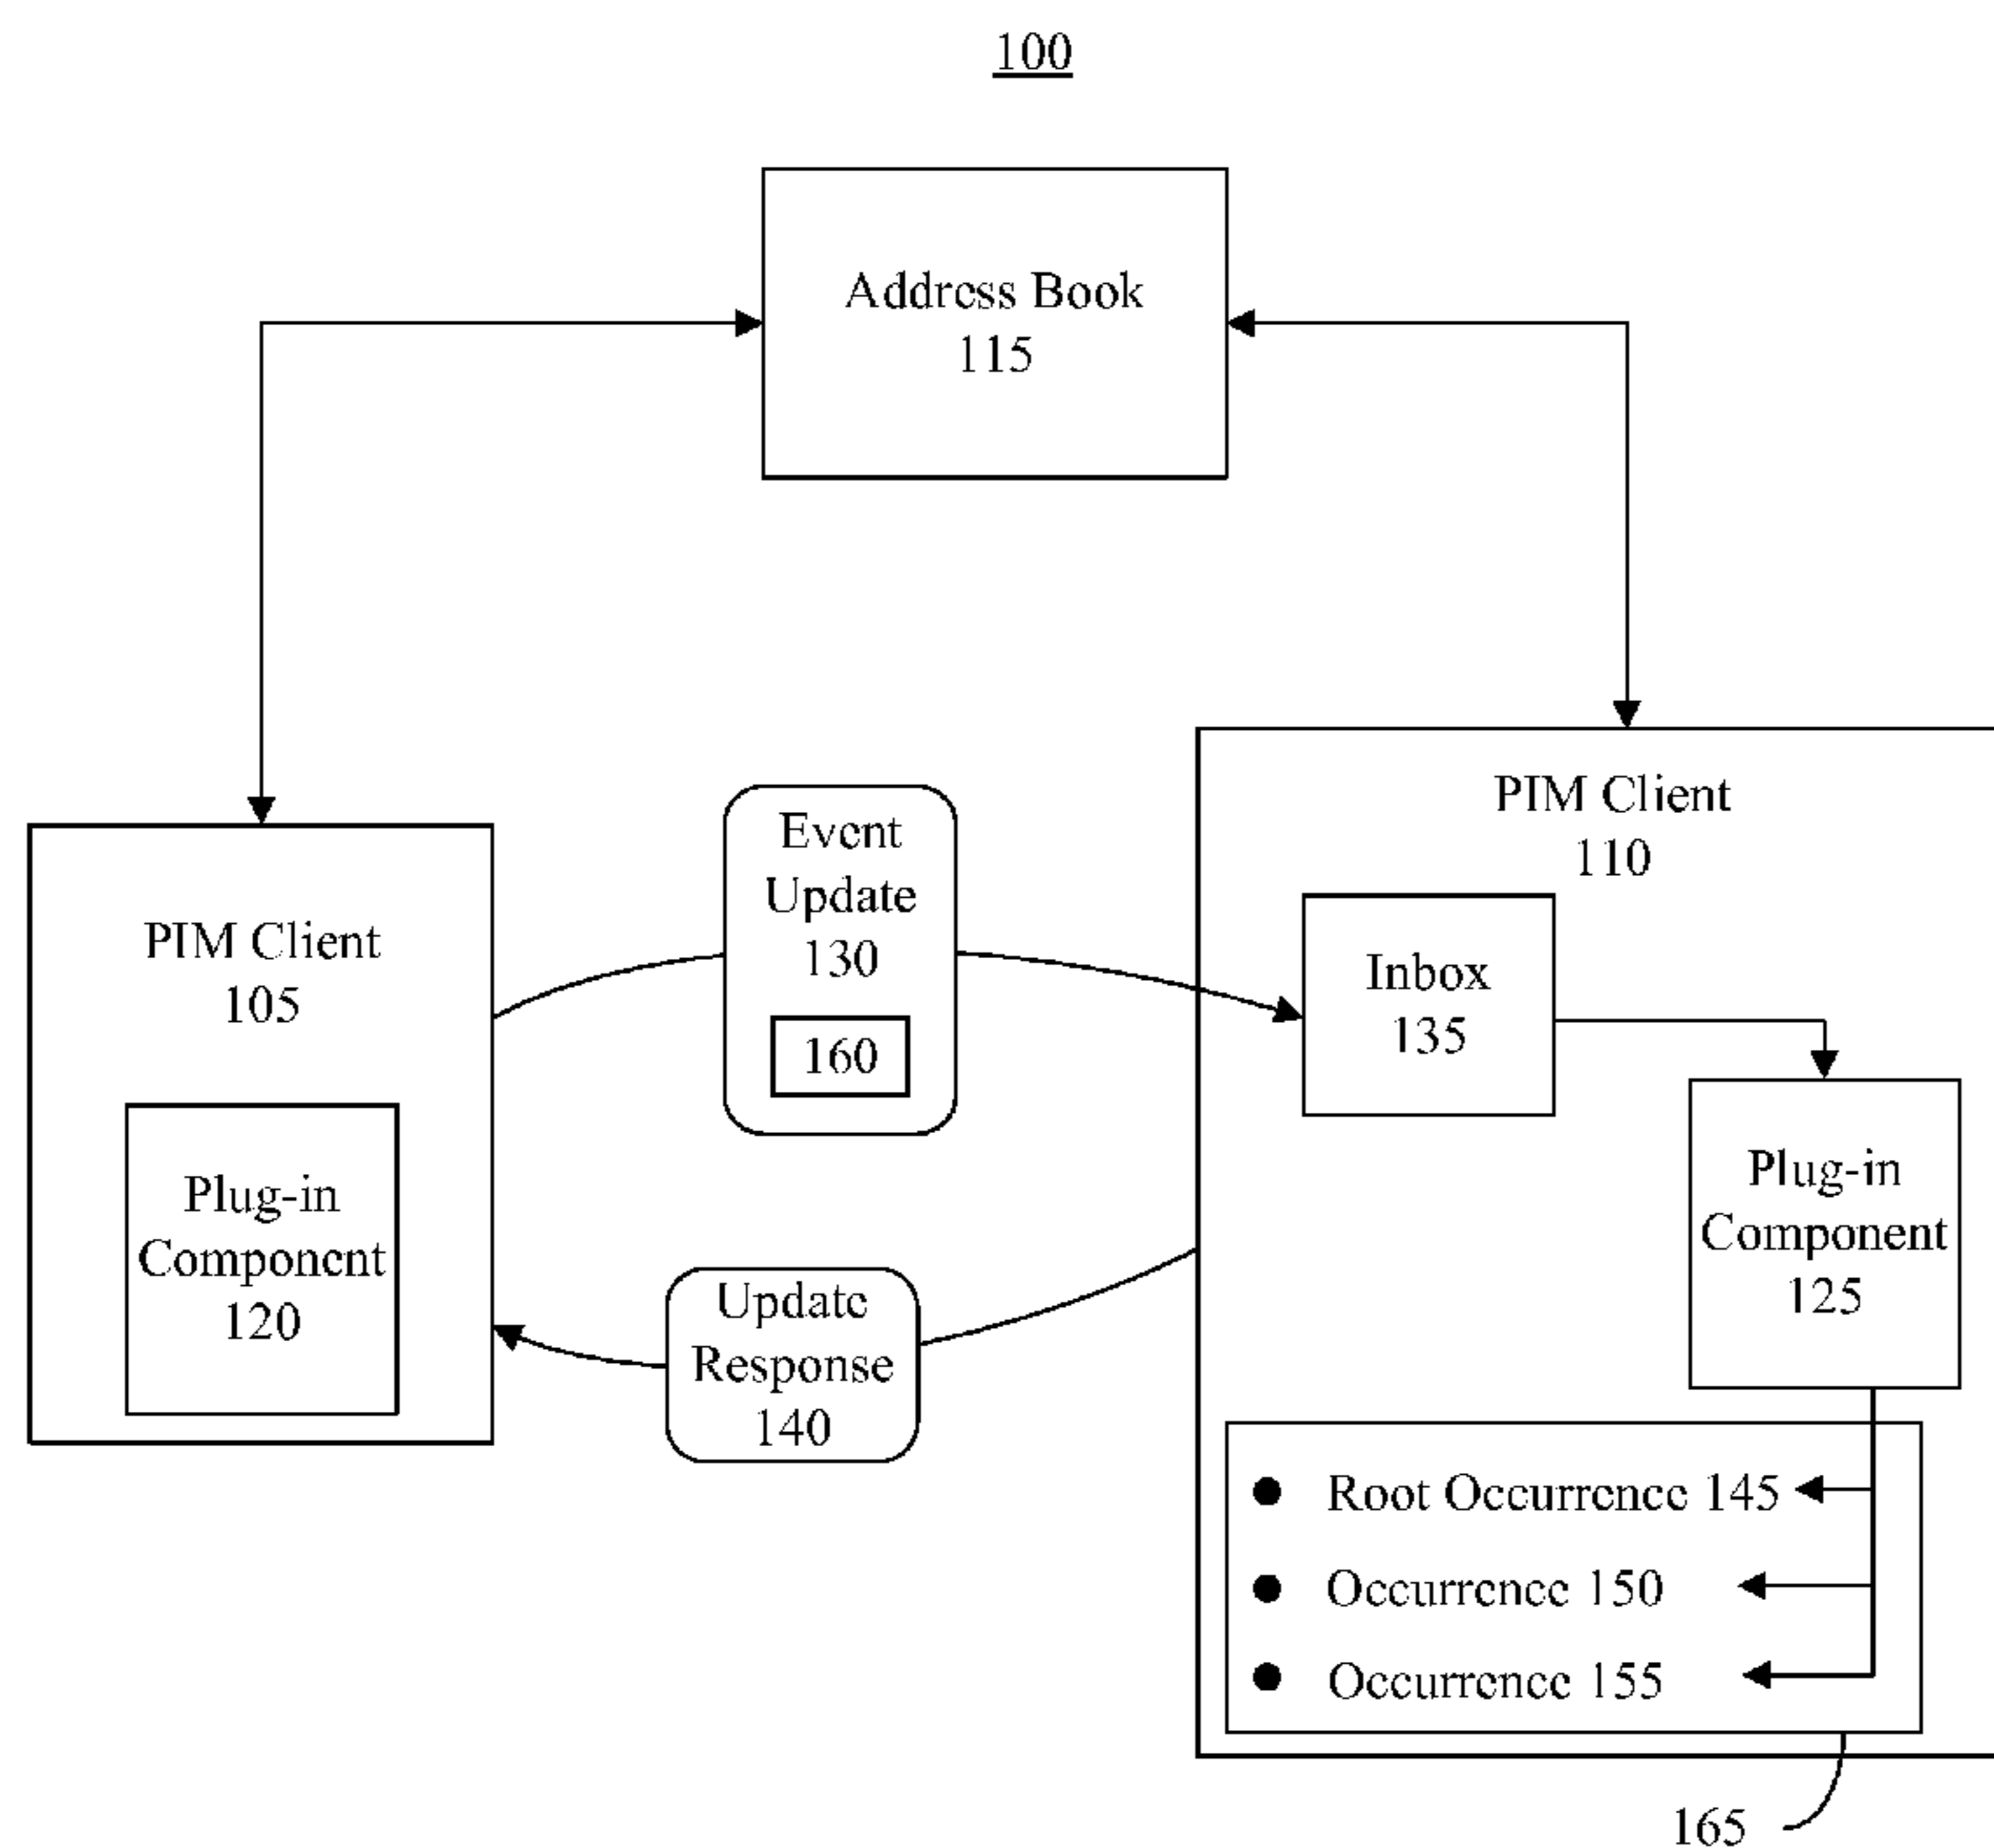 100
Address Book
115
PIM Client
105
Plug-in
Component
120
Event
Update
130
160
Update
Response
140
PIM Client
110
Inbox
135
Plug-in
Component
125
● Root Occurrence 145
● Occurrence 150
● Occurrence 155
165